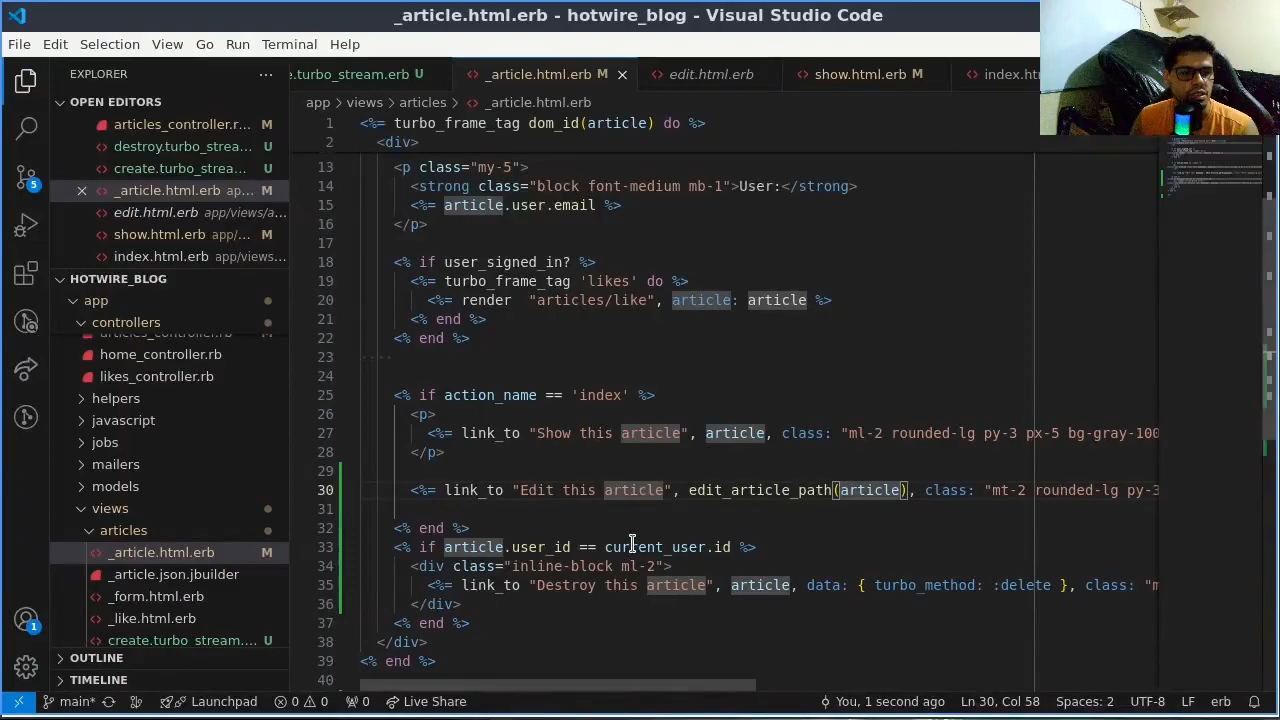 _article.html.erb - hotwire_blog - Visual Studio Code
File Edit Selection View Go Run Terminal Help
EXPLORER
OPEN EDITORS
articles_controller.r... M
destroy.turbo_strea... U
create.turbo_strea... U
_article.html.erb ap... M
edit.html.erb app/views/a...
show.html.erb app/... M
index.html.erb app/views...
HOTWIRE_BLOG
app
controllers
articles_controller.rb
home_controller.rb
likes_controller.rb
helpers
javascript
jobs
mailers
models
views
articles
_article.html.erb M
_article.json.jbuilder
_form.html.erb
_like.html.erb
create.turbo_stream.... U
OUTLINE
TIMELINE
e.turbo_stream.erb U _article.html.erb M edit.html.erb show.html.erb M index.ht
app > views > articles > _article.html.erb
1 <%= turbo_frame_tag dom_id(article) do %>
2 <div>
13 <p class="my-5">
14 <strong class="block font-medium mb-1">User:</strong>
15 <%= article.user.email %>
16 </p>
17
18 <% if user_signed_in? %>
19 <%= turbo_frame_tag 'likes' do %>
20 <%= render "articles/like", article: article %>
21 <% end %>
22 <% end %>
23 ····
24
25 <% if action_name == 'index' %>
26 <p>
27 <%= link_to "Show this article", article, class: "ml-2 rounded-lg py-3 px-5 bg-gray-100
28 </p>
29
30 <%= link_to "Edit this article", edit_article_path(article), class: "mt-2 rounded-lg py-3
31
32 <% end %>
33 <% if article.user_id == current_user.id %>
34 <div class="inline-block ml-2">
35 <%= link_to "Destroy this article", article, data: { turbo_method: :delete }, class: "m
36 </div>
37 <% end %>
38 </div>
39 <% end %>
40
5
1
main* Launchpad 0 0 0 Live Share You, 1 second ago Ln 30, Col 58 Spaces: 2 UTF-8 LF erb